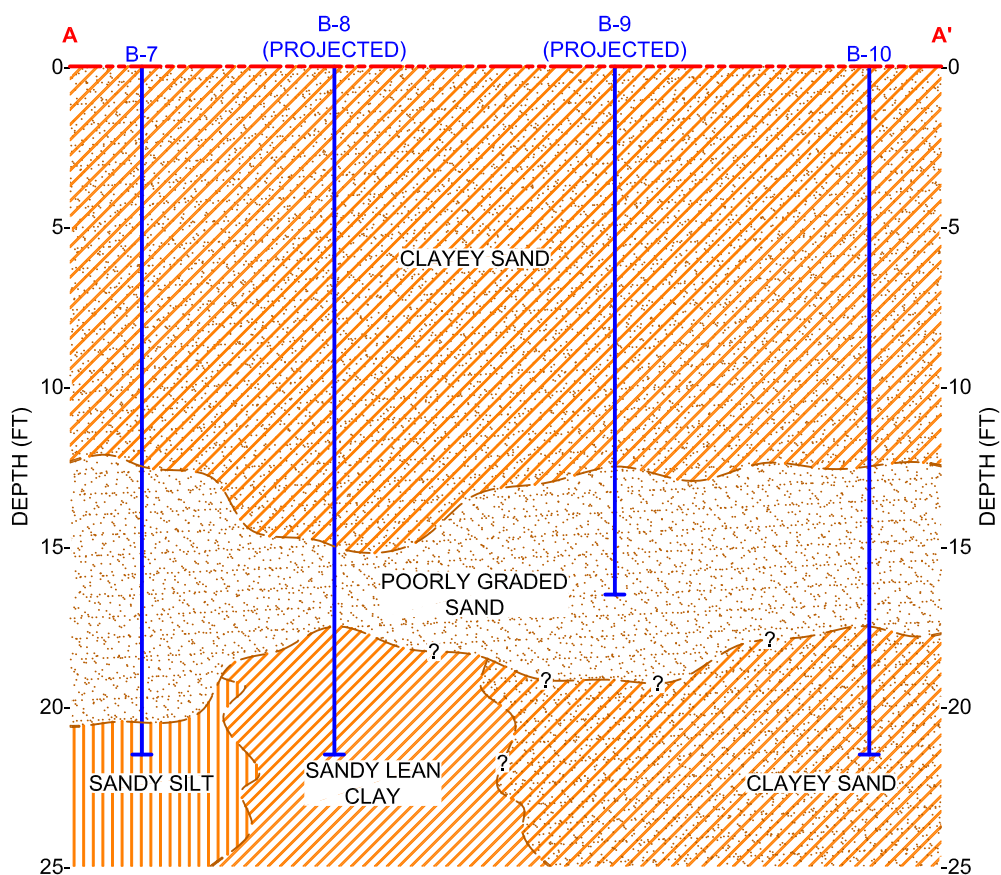 A
B-7
B-8
(PROJECTED)
B-9
(PROJECTED)
B-10
A'
0
0
5
5
CLAYEY SAND
10
10
DEPTH (FT)
DEPTH (FT)
15
15
POORLY GRADED
SAND
?
?
?
?
20
20
?
SANDY SILT
SANDY LEAN
CLAY
CLAYEY SAND
25
25